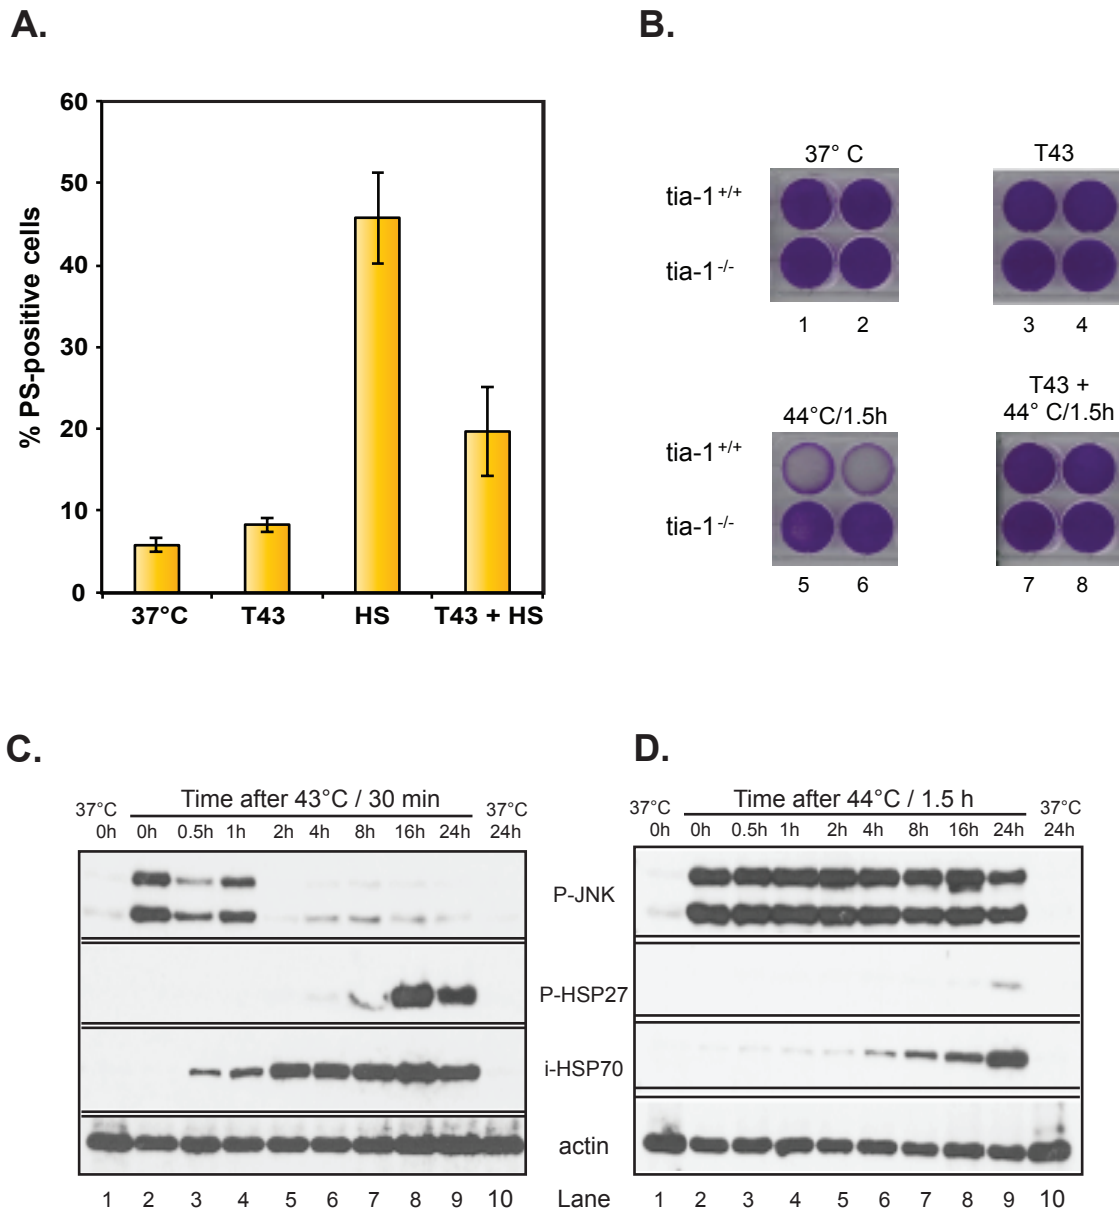 A.
% PS-positive cells
60
50
40
30
20
10
0
37°C T43 HS T43 + HS
B.
37° C T43
tia-1+/+
tia-1-/-
1 2 3 4
44°C/1.5h T43 +
44° C/1.5h
tia-1+/+
tia-1-/-
5 6 7 8
C.
Time after 43°C / 30 min
37°C 37°C
0h 0h 0.5h 1h 2h 4h 8h 16h 24h 24h
D.
Time after 44°C / 1.5 h
37°C 37°C
0h 0h 0.5h 1h 2h 4h 8h 16h 24h 24h
P-JNK
P-HSP27
i-HSP70
actin
1 2 3 4 5 6 7 8 9 10 Lane 1 2 3 4 5 6 7 8 9 10